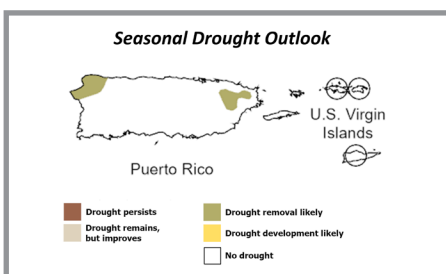 Seasonal Drought Outlook
U.S. Virgin
Islands
Puerto Rico
Drought persists
Drought remains,
but improves
Drought removal likely
Drought development likely
No drought